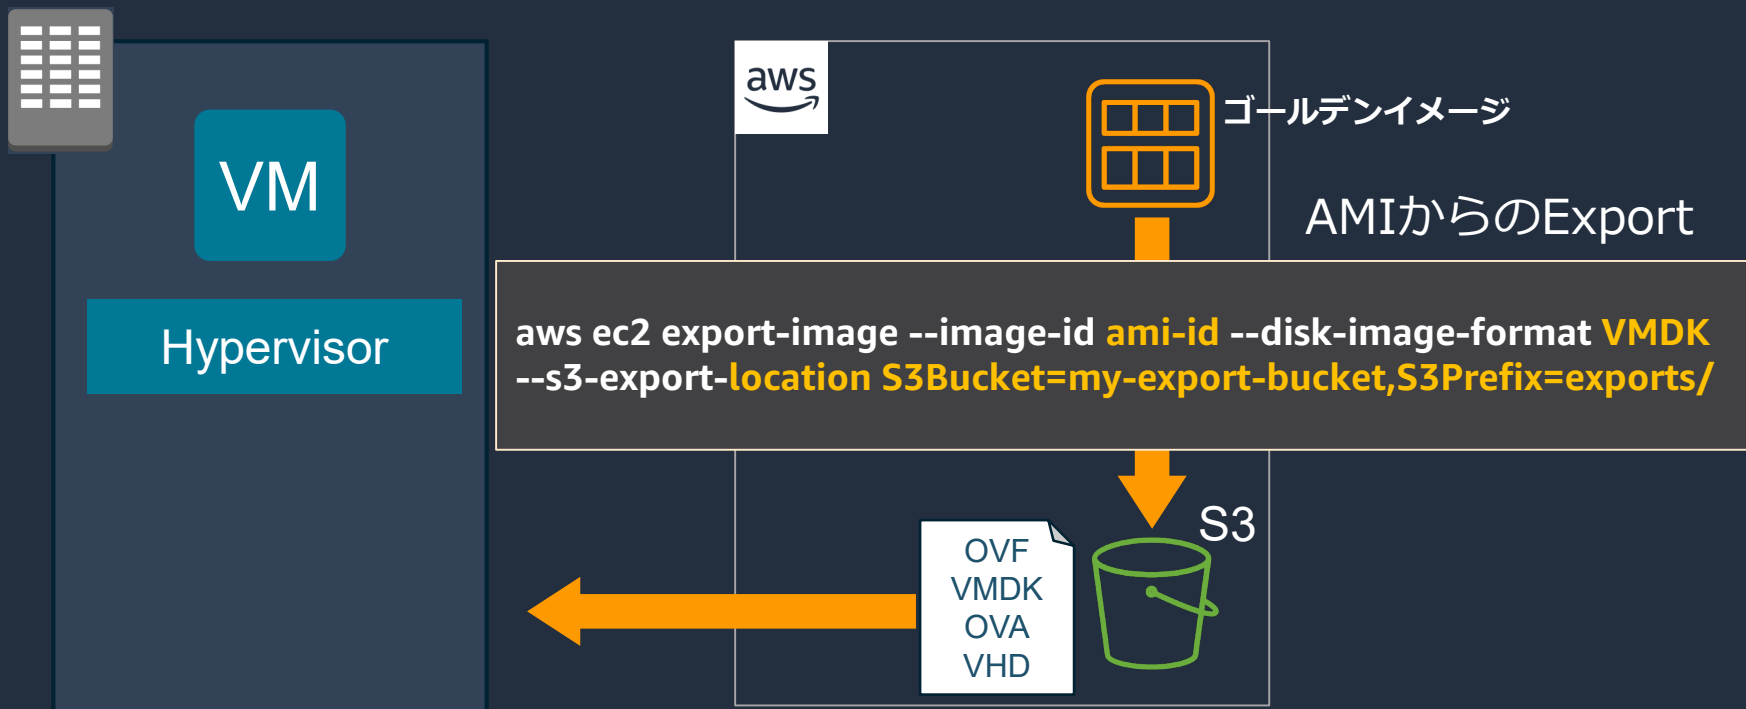 aws
ゴールデンイメージ
VM
AMIからのExport
Hypervisor
aws ec2 export-image --image-id ami-id --disk-image-format VMDK
--s3-export-location S3Bucket=my-export-bucket,S3Prefix=exports/
S3
OVF
VMDK
OVA
VHD